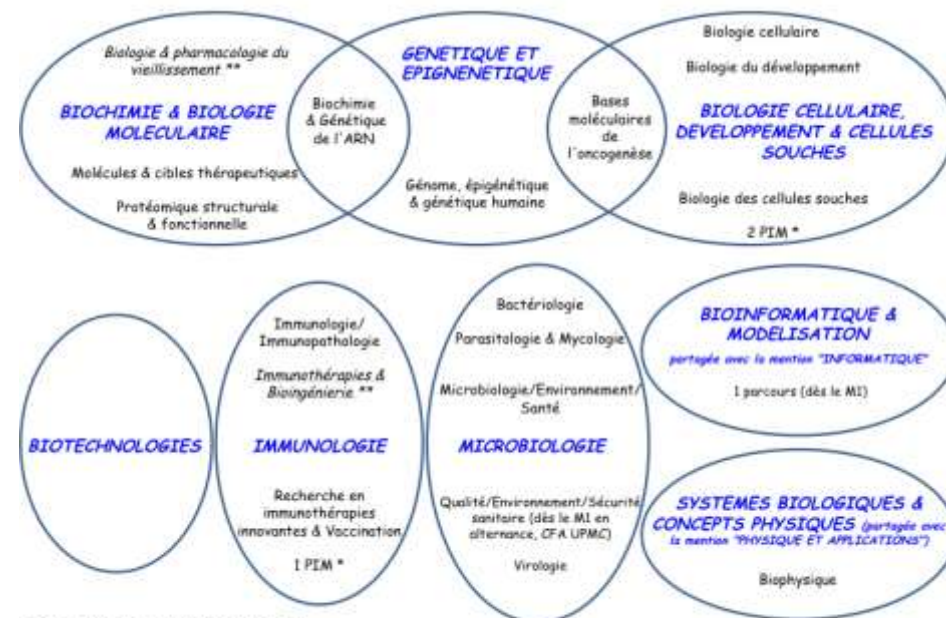 Biologie & pharmacologie du
vieillissement **
BIOCHIMIE & BIOLOGIE
MOLECULAIRE
Molécules & cibles thérapeutiques
Protéomique structurale
& fonctionnelle
Biochimie
& Génétique
de l'ARN
GENETIQUE ET
EPIGNENETIQUE
Génome, épigénétique
& génétique humaine
Bases
moléculaires
de
l'oncogenèse
Biologie cellulaire
Biologie du développement
BIOLOGIE CELLULAIRE,
DEVELOPPEMENT & CELLULES
SOUCHES
Biologie des cellules souches
2 PIM *
BIOTECHNOLOGIES
Immunologie/
Immunopathologie
Immunothérapies &
Bioingénierie **
IMMUNOLOGIE
Recherche en
immunothérapies
innovantes & Vaccination
1 PIM *
Bactériologie
Parasitologie & Mycologie
Microbiologie/Environnement/
Santé
MICROBIOLOGIE
Qualité/Environnement/Sécurité
sanitaire (dès le M1 en
alternance, CFA UPMC)
Virologie
BIOINFORMATIQUE &
MODELISATION
partagée avec la mention "INFORMATIQUE"
1 parcours (dès le M1)
SYSTEMES BIOLOGIQUES &
CONCEPTS PHYSIQUES (partagée avec
la mention "PHYSIQUE ET APPLICATIONS")
Biophysique